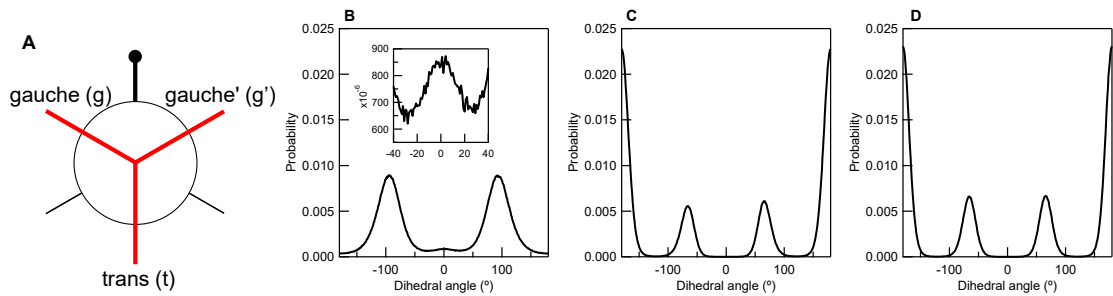 A
gauche (g)
gauche' (g’)
trans (t)
B
Probability
0.025
0.020
0.015
0.010
0.005
0.000
-100
0
100
Dihedral angle (º)
x10⁻⁶
900
800
700
600
-40
-20
0
20
40
C
Probability
0.025
0.020
0.015
0.010
0.005
0.000
-100
0
100
Dihedral angle (º)
D
Probability
0.025
0.020
0.015
0.010
0.005
0.000
-100
0
100
Dihedral angle (º)